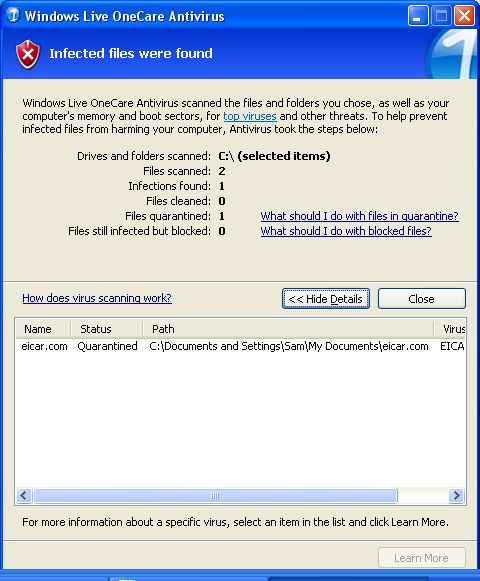 Windows Live OneCare Antivirus
Infected files were found
Windows Live OneCare Antivirus scanned the files and folders you chose, as well as your
computer's memory and boot sectors, for top viruses and other threats. To help prevent
infected files from harming your computer, Antivirus took the steps below:
Drives and folders scanned: C:\ (selected items)
Files scanned: 2
Infections found: 1
Files cleaned: 0
Files quarantined: 1 What should I do with files in quarantine?
Files still infected but blocked: 0 What should I do with blocked files?
How does virus scanning work? << Hide Details Close
Name Status Path Virus
eicar.com Quarantined C:\Documents and Settings\Sam\My Documents\eicar.com EICA
For more information about a specific virus, select an item in the list and click Learn More.
Learn More